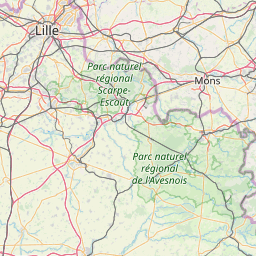 Lille
Parc naturel
régional
Scarpe-
Escaut
Mons
Parc naturel
régional
de l'Avesnois